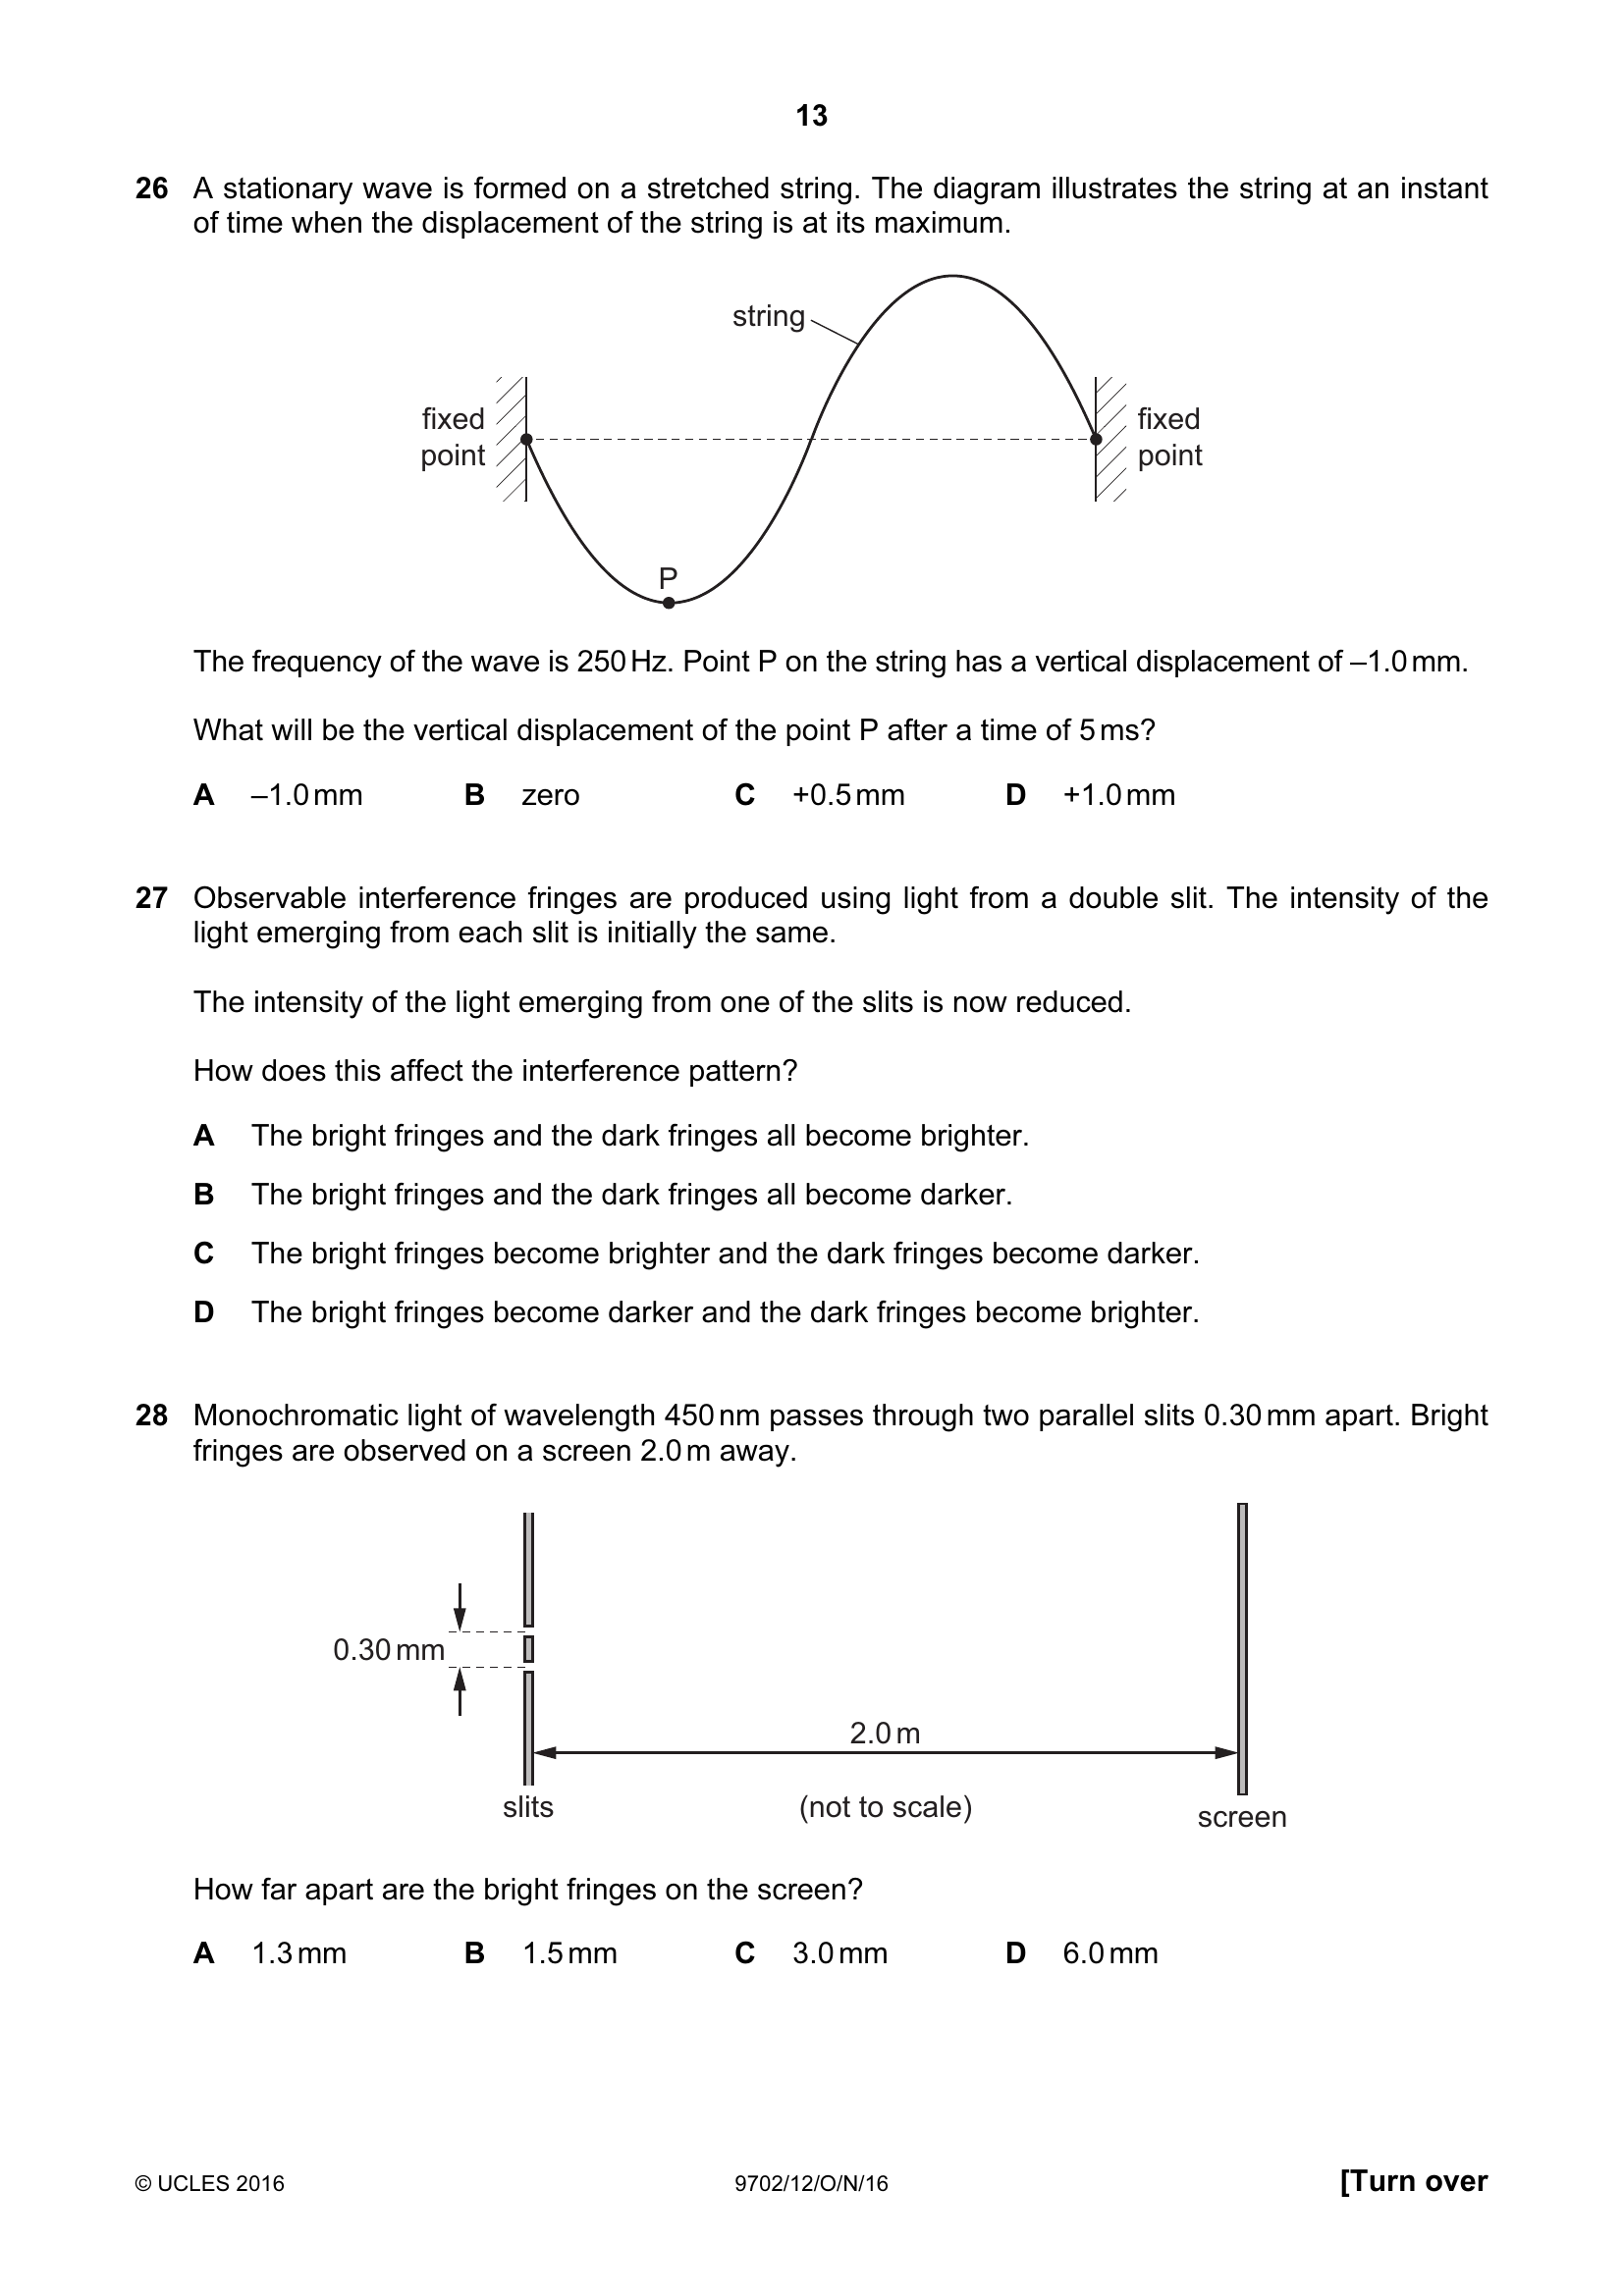 13
26 A stationary wave is formed on a stretched string. The diagram illustrates the string at an instant
of time when the displacement of the string is at its maximum.
string
fixed
point
fixed
point
P
The frequency of the wave is 250 Hz. Point P on the string has a vertical displacement of –1.0 mm.
What will be the vertical displacement of the point P after a time of 5 ms?
A –1.0 mm B zero C +0.5 mm D +1.0 mm
27 Observable interference fringes are produced using light from a double slit. The intensity of the
light emerging from each slit is initially the same.
The intensity of the light emerging from one of the slits is now reduced.
How does this affect the interference pattern?
A The bright fringes and the dark fringes all become brighter.
B The bright fringes and the dark fringes all become darker.
C The bright fringes become brighter and the dark fringes become darker.
D The bright fringes become darker and the dark fringes become brighter.
28 Monochromatic light of wavelength 450 nm passes through two parallel slits 0.30 mm apart. Bright
fringes are observed on a screen 2.0 m away.
0.30 mm
2.0 m
slits
(not to scale)
screen
How far apart are the bright fringes on the screen?
A 1.3 mm B 1.5 mm C 3.0 mm D 6.0 mm
© UCLES 2016 9702/12/O/N/16 [Turn over